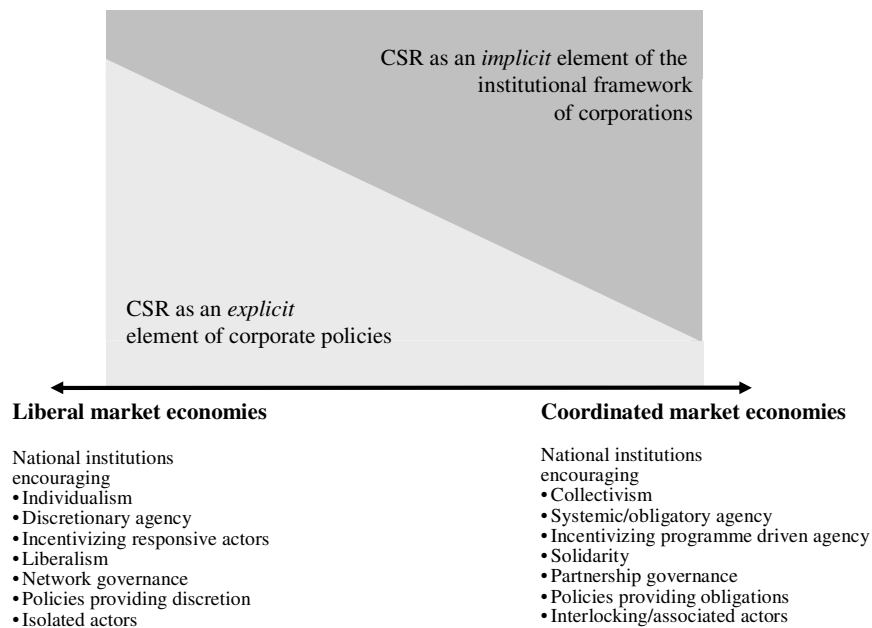 CSR as an implicit element of the
institutional framework
of corporations
CSR as an explicit
element of corporate policies
Liberal market economies
National institutions
encouraging
•Individualism
•Discretionary agency
•Incentivizing responsive actors
•Liberalism
•Network governance
•Policies providing discretion
•Isolated actors
Coordinated market economies
National institutions
encouraging
•Collectivism
•Systemic/obligatory agency
•Incentivizing programme driven agency
•Solidarity
•Partnership governance
•Policies providing obligations
•Interlocking/associated actors